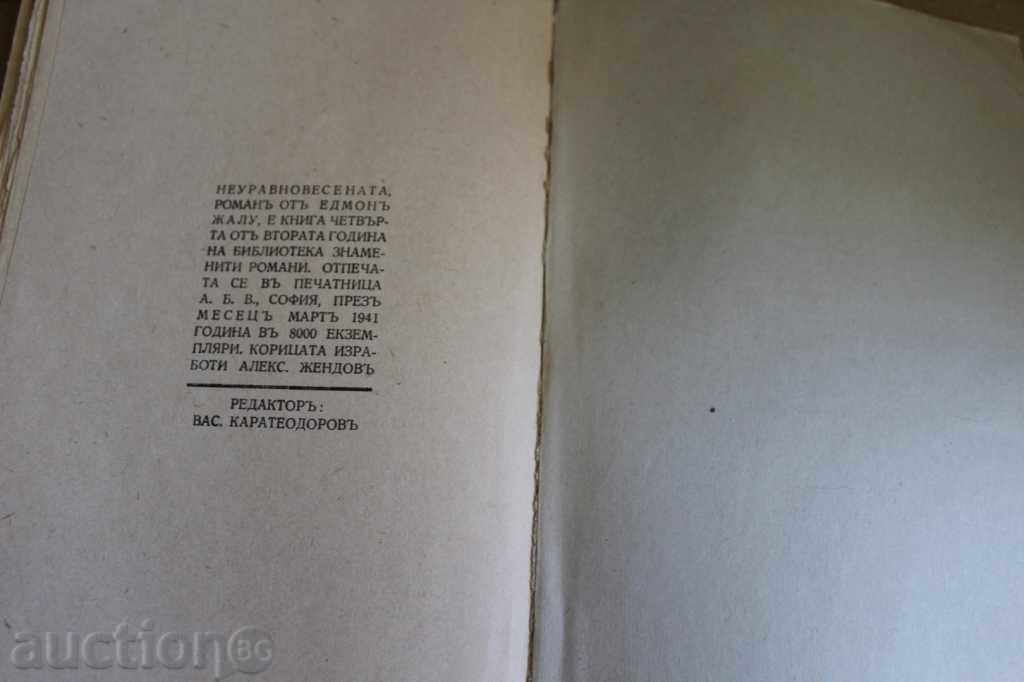 НЕУРАВНОВЕСЕНАТА,
РОМАНЪ ОТЪ ЕДМОНЪ
ЖАЛУ, Е КНИГА ЧЕТВЪР-
ТА ОТЪ ВТОРАТА ГОДИНА
НА БИБЛИОТЕКА ЗНАМЕ-
НИТИ РОМАНИ. ОТПЕЧА-
ТА СЕ ВЪ ПЕЧАТНИЦА
А. Б. В., СОФИЯ, ПРЕЗЪ
МЕСЕЦЪ МАРТЪ 1941
ГОДИНА ВЪ 8000 ЕКЗЕМ-
ПЛЯРИ. КОРИЦАТА ИЗРА-
БОТИ АЛЕКС. ЖЕНДОВЪ
РЕДАКТОРЪ:
ВАС. КАРАТЕОДОРОВЪ
auction BG